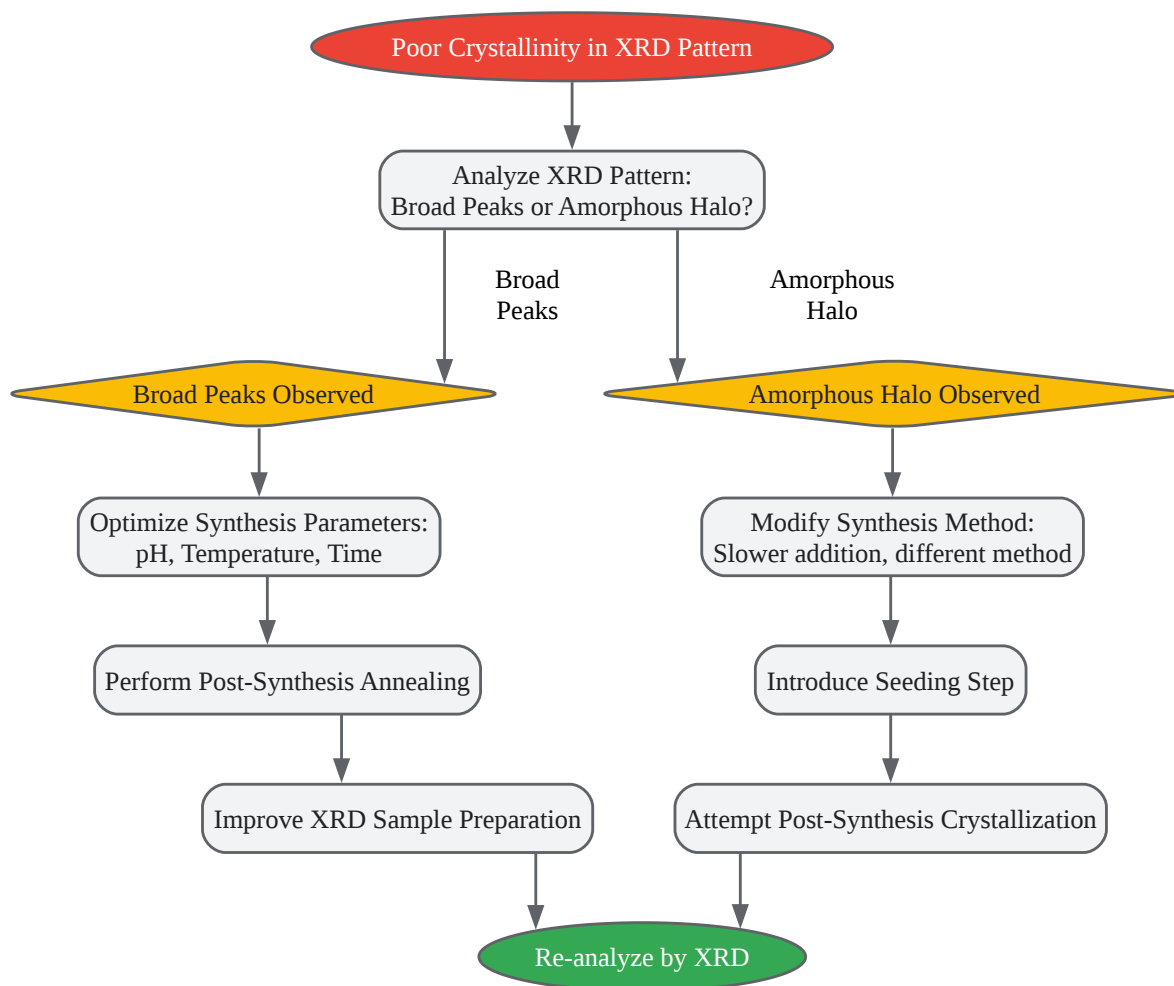 Poor Crystallinity in XRD Pattern
Analyze XRD Pattern:
Broad Peaks or Amorphous Halo?
Broad
Peaks
Amorphous
Halo
Broad Peaks Observed
Amorphous Halo Observed
Optimize Synthesis Parameters:
pH, Temperature, Time
Modify Synthesis Method:
Slower addition, different method
Perform Post-Synthesis Annealing
Introduce Seeding Step
Improve XRD Sample Preparation
Attempt Post-Synthesis Crystallization
Re-analyze by XRD